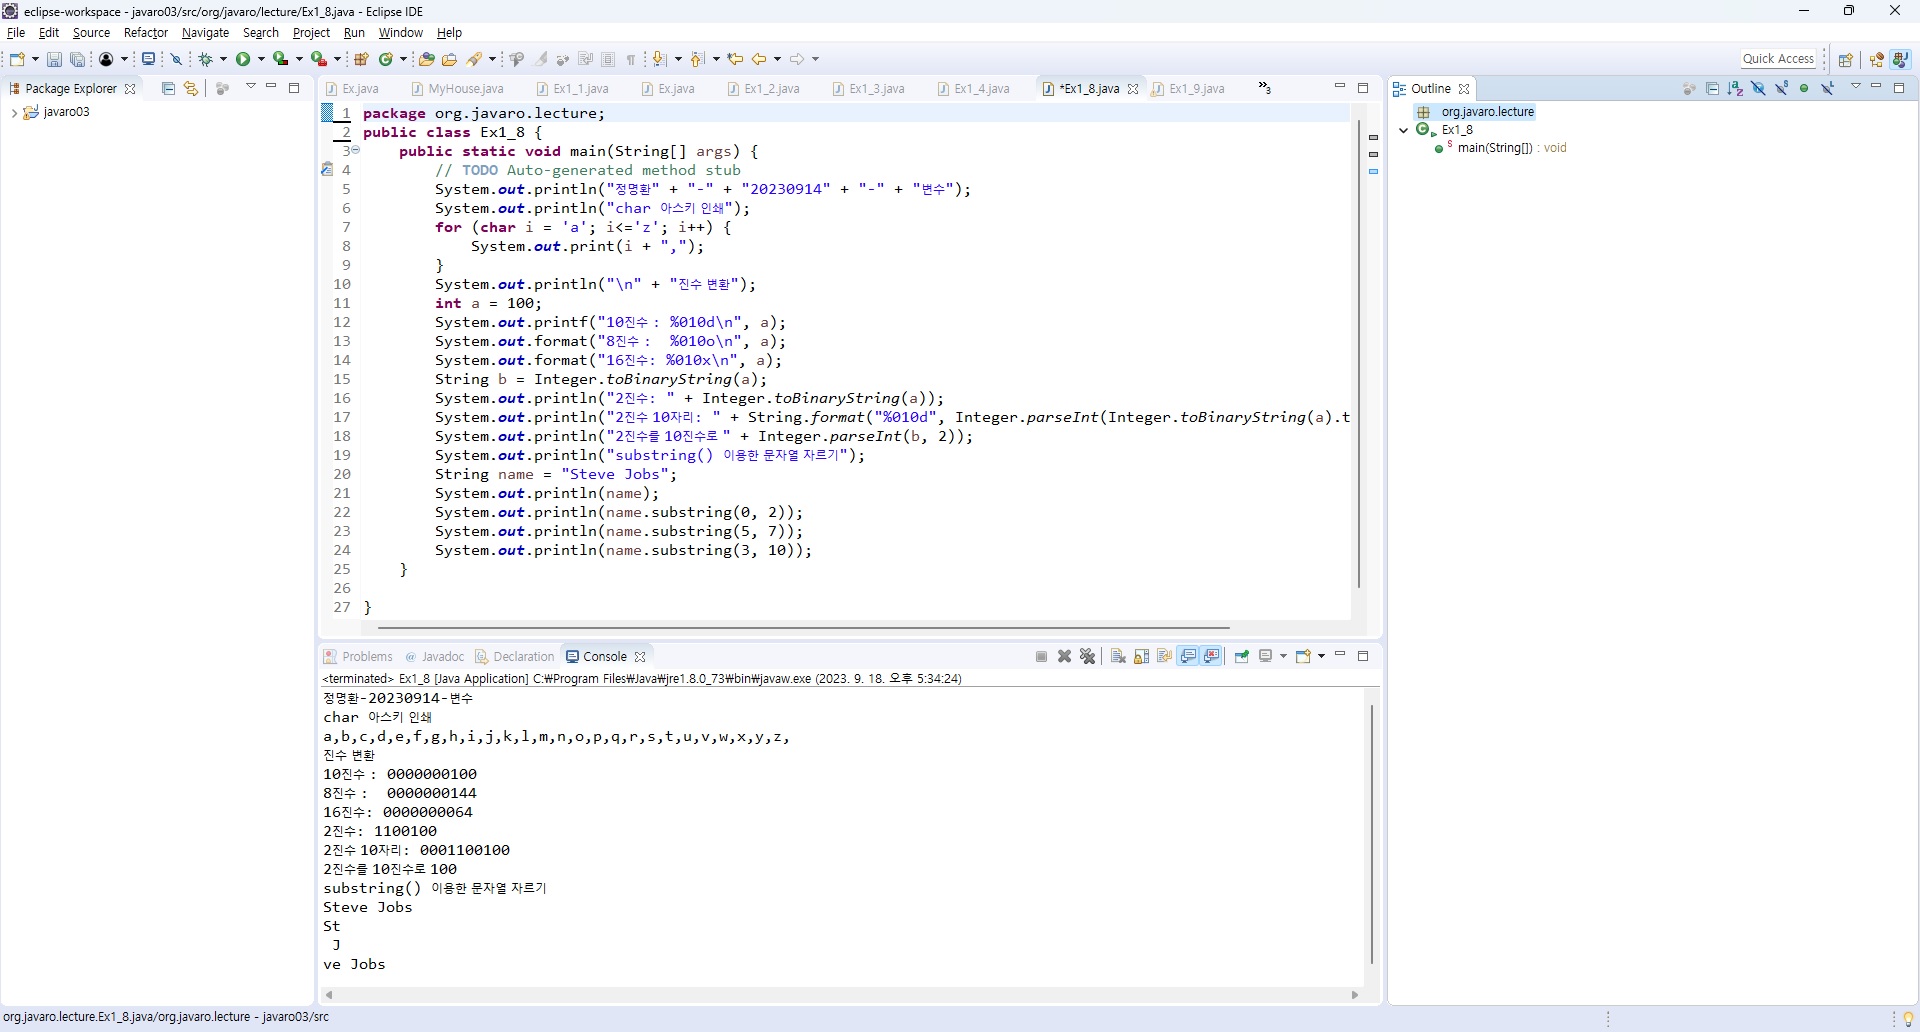 eclipse-workspace - javaro03/src/org/javaro/lecture/Ex1_8.java - Eclipse IDE
File Edit Source Refactor Navigate Search Project Run Window Help
Quick Access
Package Explorer
javaro03
Ex.java MyHouse.java Ex1_1.java Ex.java Ex1_2.java Ex1_3.java Ex1_4.java *Ex1_8.java Ex1_9.java »3
1 package org.javaro.lecture;
2 public class Ex1_8 {
3 public static void main(String[] args) {
4 // TODO Auto-generated method stub
5 System.out.println("정명환" + "-" + "20230914" + "-" + "변수");
6 System.out.println("char 아스키 인쇄");
7 for (char i = 'a'; i<='z'; i++) {
8 System.out.print(i + ",");
9 }
10 System.out.println("\n" + "진수 변환");
11 int a = 100;
12 System.out.printf("10진수 : %010d\n", a);
13 System.out.format("8진수 :  %010o\n", a);
14 System.out.format("16진수: %010x\n", a);
15 String b = Integer.toBinaryString(a);
16 System.out.println("2진수: " + Integer.toBinaryString(a));
17 System.out.println("2진수 10자리: " + String.format("%010d", Integer.parseInt(Integer.toBinaryString(a).t
18 System.out.println("2진수를 10진수로 " + Integer.parseInt(b, 2));
19 System.out.println("substring() 이용한 문자열 자르기");
20 String name = "Steve Jobs";
21 System.out.println(name);
22 System.out.println(name.substring(0, 2));
23 System.out.println(name.substring(5, 7));
24 System.out.println(name.substring(3, 10));
25 }
26
27 }
Outline
org.javaro.lecture
Ex1_8
main(String[]) : void
Problems Javadoc Declaration Console
<terminated> Ex1_8 [Java Application] C:₩Program Files₩Java₩jre1.8.0_73₩bin₩javaw.exe (2023. 9. 18. 오후 5:34:24)
정명환-20230914-변수
char 아스키 인쇄
a,b,c,d,e,f,g,h,i,j,k,l,m,n,o,p,q,r,s,t,u,v,w,x,y,z,
진수 변환
10진수 : 0000000100
8진수 :  0000000144
16진수: 0000000064
2진수: 1100100
2진수 10자리: 0001100100
2진수를 10진수로 100
substring() 이용한 문자열 자르기
Steve Jobs
St
J
ve Jobs
org.javaro.lecture.Ex1_8.java/org.javaro.lecture - javaro03/src